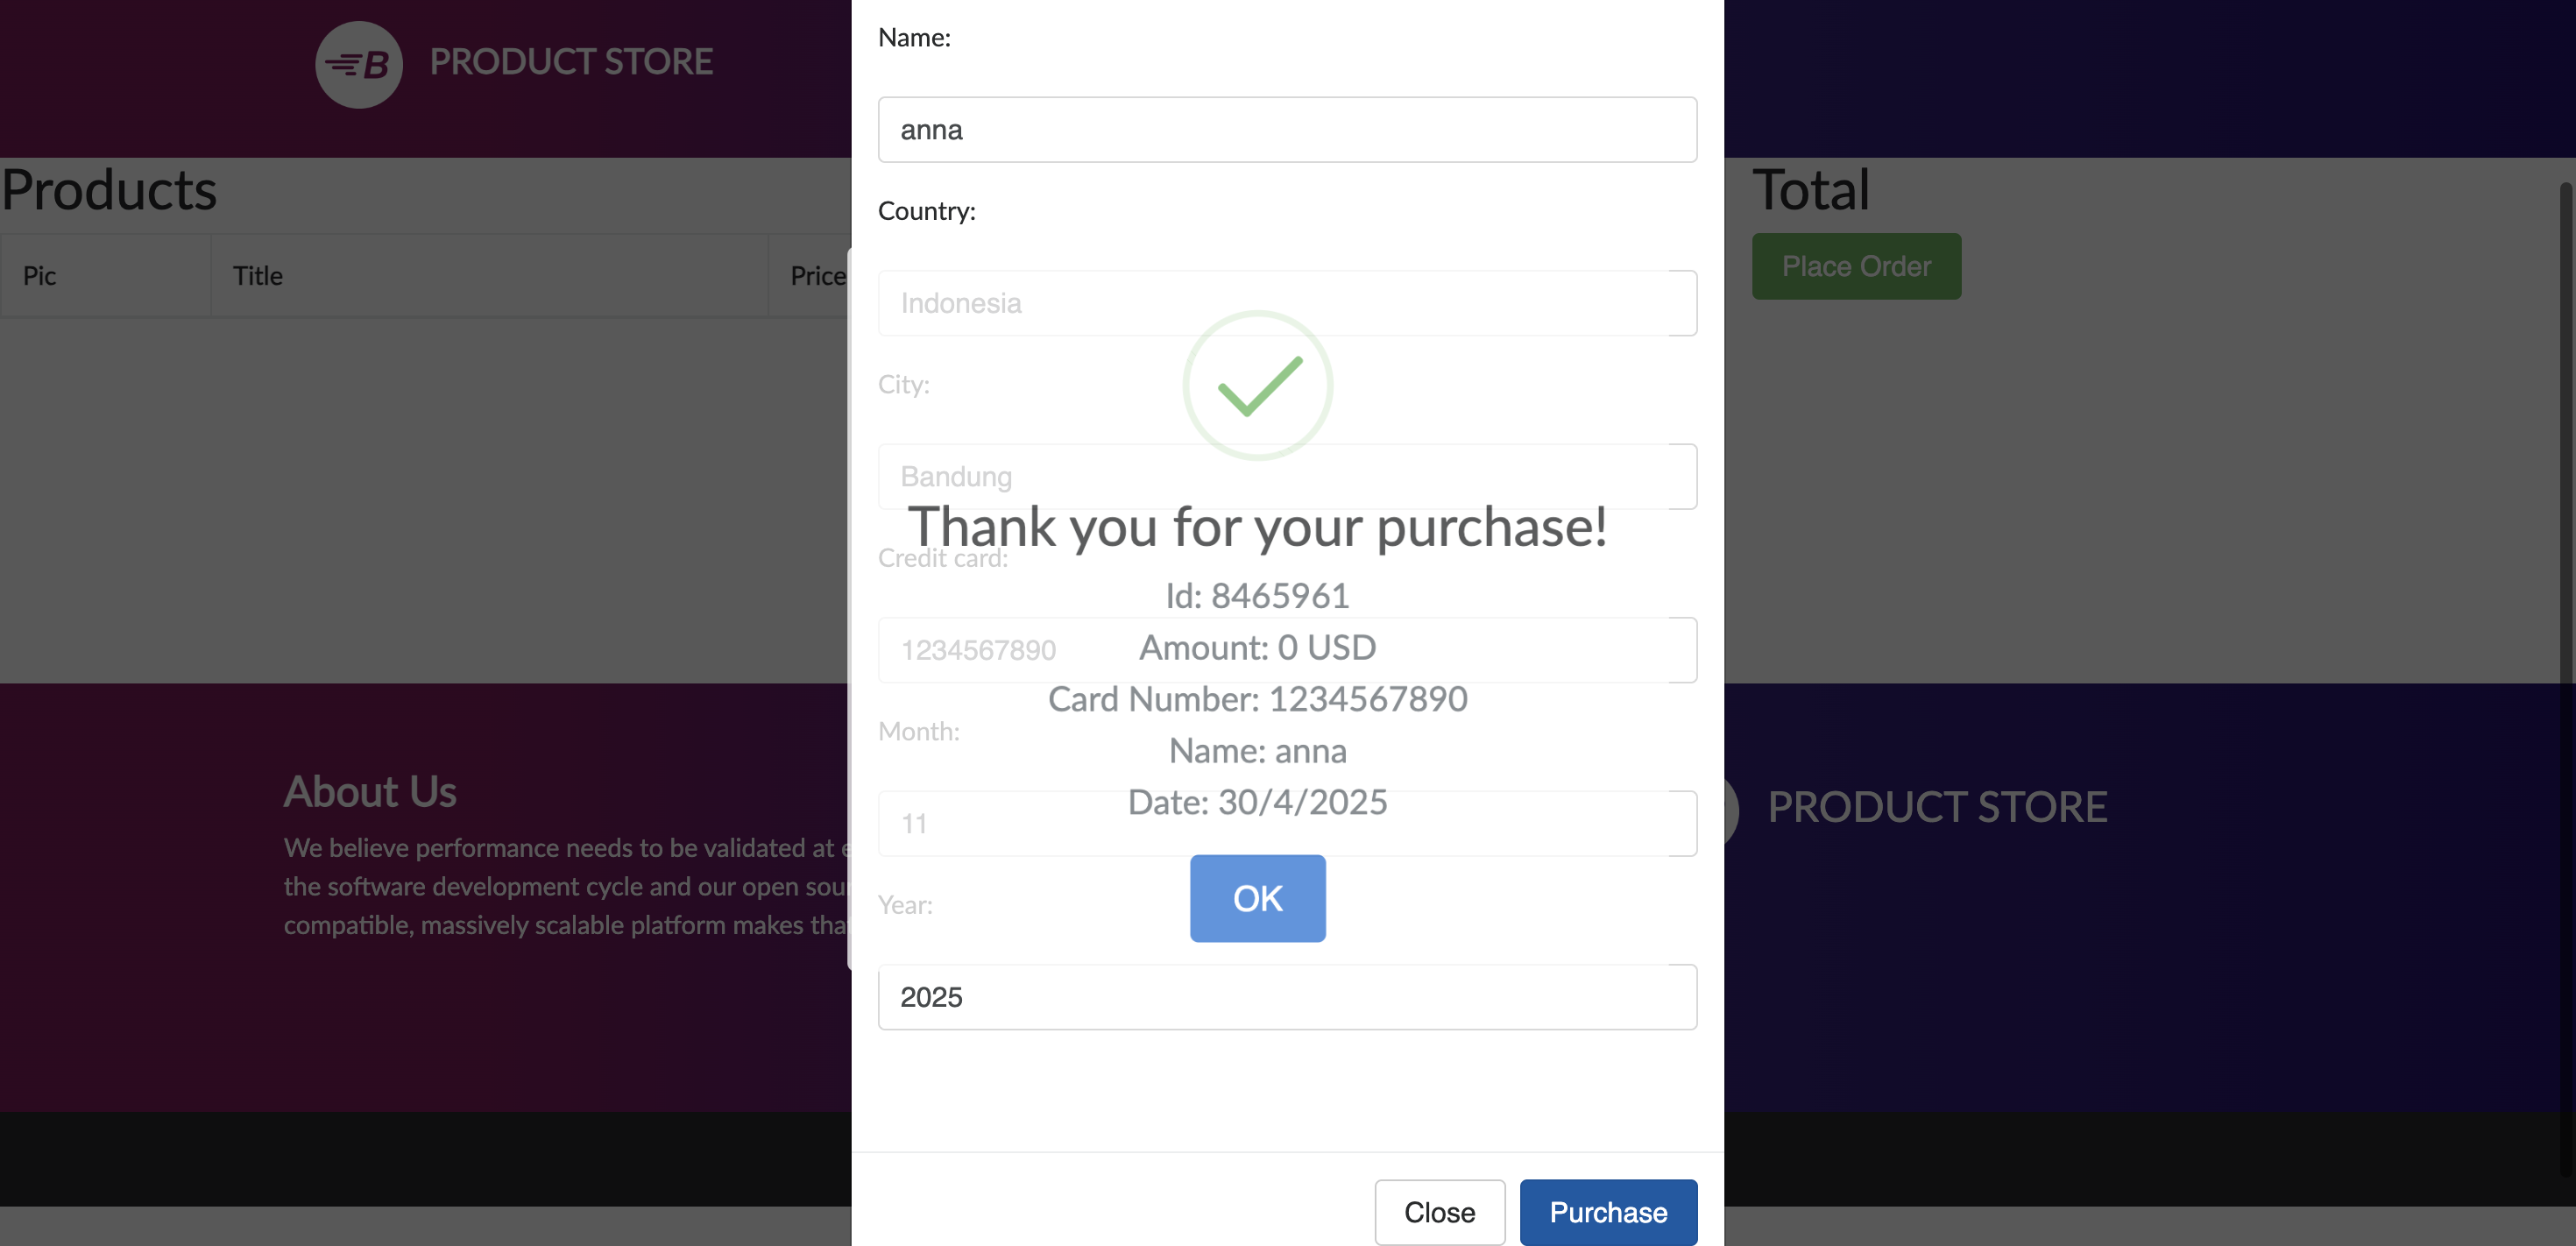 B PRODUCT STORE
Products
Pic Title Price
Total
Place Order
Name:
anna
Country:
Indonesia
City:
Bandung
Credit card:
1234567890
Month:
11
Year:
2025
Thank you for your purchase!
Id: 8465961
Amount: 0 USD
Card Number: 1234567890
Name: anna
Date: 30/4/2025
OK
Close Purchase
About Us
We believe performance needs to be validated at
the software development cycle and our open sou
compatible, massively scalable platform makes tha
PRODUCT STORE